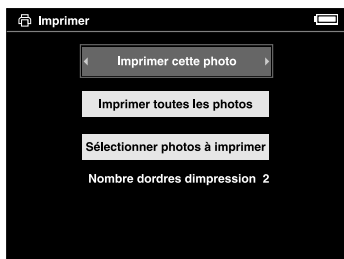 Imprimer
Imprimer cette photo
Imprimer toutes les photos
Sélectionner photos à imprimer
Nombre dordres dimpression 2